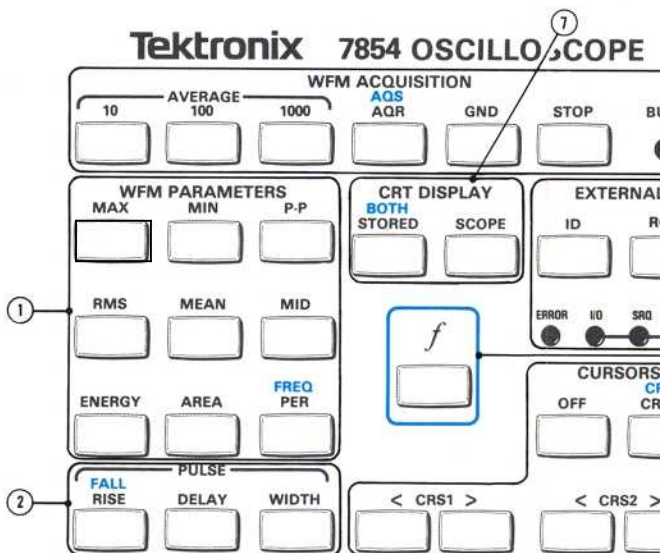 7
Tektronix 7854 OSCILLOSCOPE
WFM ACQUISITION
AVERAGE AQS
10 100 1000 AQR GND STOP
WFM PARAMETERS CRT DISPLAY EXTERNAL
MAX MIN P-P BOTH
STORED SCOPE ID
1 RMS MEAN MID
ERROR I/O SRQ
f
FREQ
ENERGY AREA PER
CURSORS
OFF
PULSE
FALL
2 RISE DELAY WIDTH
< CRS1 > < CRS2 >